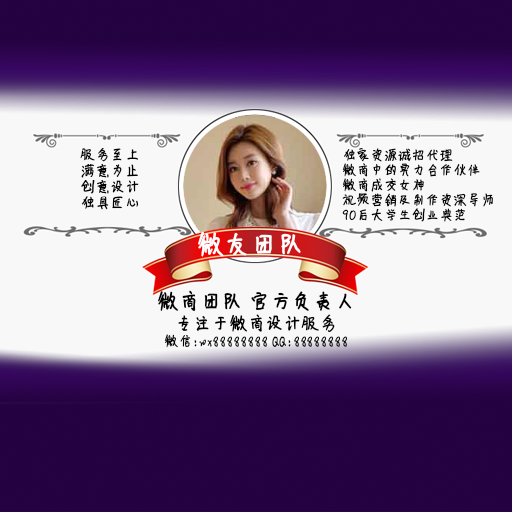 服务至上
满意为止
创意设计
独具匠心
独家资源诚招代理
微商中的实力合作伙伴
微商成交女神
视频营销及制作资深导师
90后大学生创业典范
微友团队
微商团队 官方负责人
专注于微商设计服务
微信:wx88888888 QQ:88888888